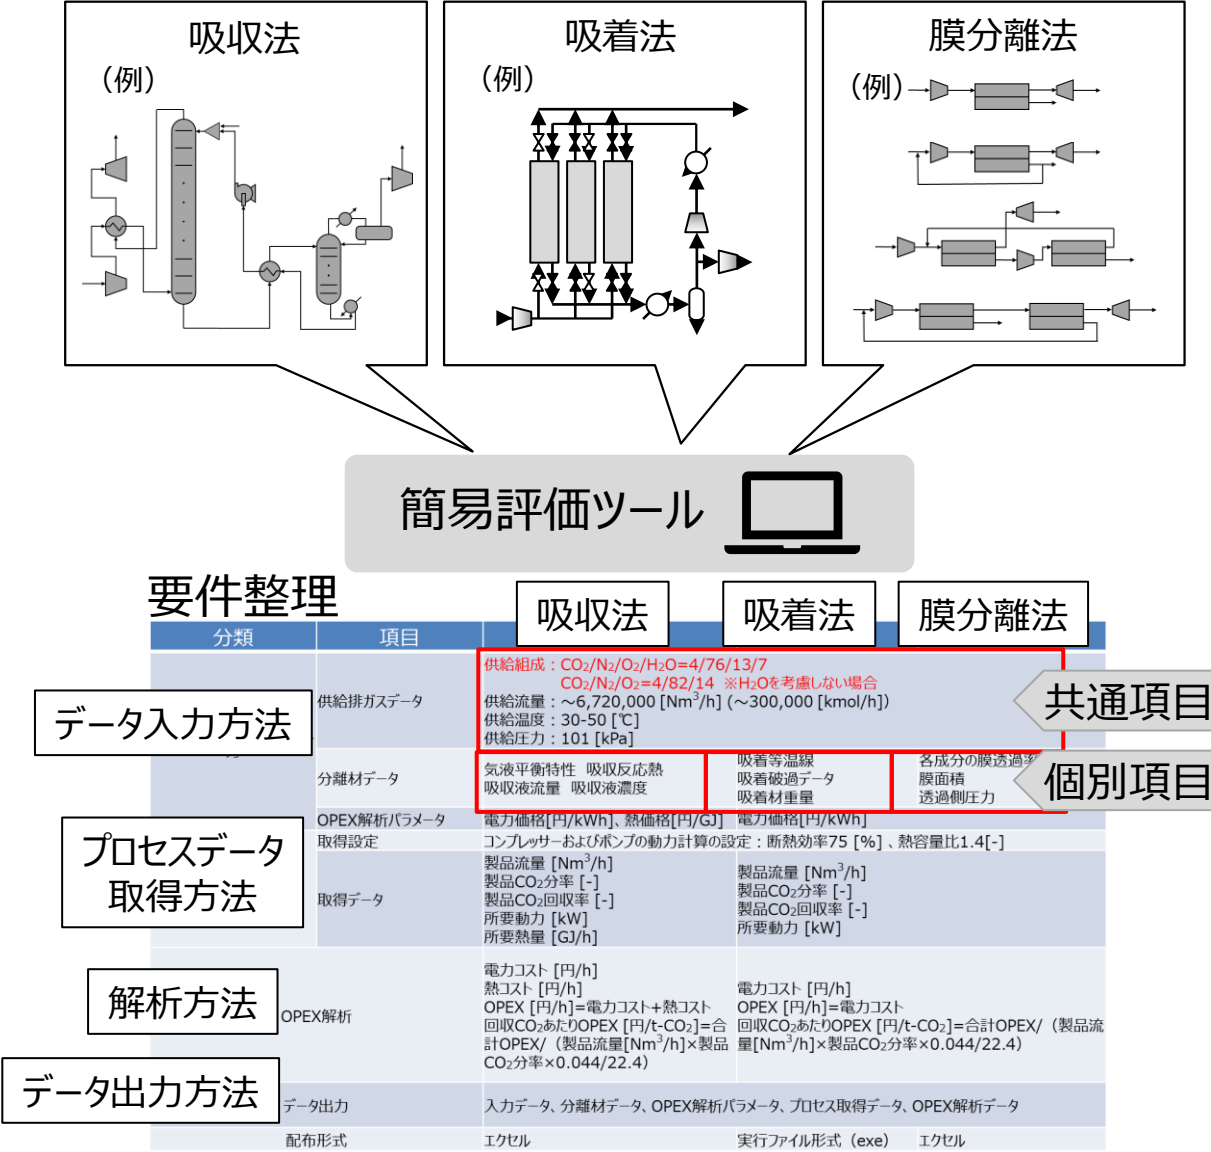 吸収法
（例）
吸着法
（例）
膜分離法
（例）
簡易評価ツール
要件整理
吸収法
吸着法
膜分離法
分類
項目
データ入力方法
供給排ガスデータ
供給組成：CO₂/N₂/O₂/H₂O=4/76/13/7
CO₂/N₂/O₂=4/82/14 ※H₂Oを考慮しない場合
供給流量：～6,720,000 [Nm³/h] (～300,000 [kmol/h])
供給温度：30-50 [℃]
供給圧力：101 [kPa]
共通項目
分離材データ
気液平衡特性 吸収反応熱
吸収液流量 吸収液濃度
吸着等温線
吸着破過データ
吸着材重量
各成分の膜透過率
膜面積
透過側圧力
個別項目
OPEX解析パラメータ
電力価格[円/kWh]、熱価格[円/GJ]
電力価格[円/kWh]
プロセスデータ
取得方法
取得設定
コンプレッサーおよびポンプの動力計算の設定：断熱効率75 [%] 、熱容量比1.4[-]
取得データ
製品流量 [Nm³/h]
製品CO₂分率 [-]
製品CO₂回収率 [-]
所要動力 [kW]
所要熱量 [GJ/h]
製品流量 [Nm³/h]
製品CO₂分率 [-]
製品CO₂回収率 [-]
所要動力 [kW]
解析方法
OPEX解析
電力コスト [円/h]
熱コスト [円/h]
OPEX [円/h]=電力コスト+熱コスト
回収CO₂あたりOPEX [円/t-CO₂]=合
計OPEX/（製品流量[Nm³/h]×製品
CO₂分率×0.044/22.4）
電力コスト [円/h]
OPEX [円/h]=電力コスト
回収CO₂あたりOPEX [円/t-CO₂]=合計OPEX/（製品流
量[Nm³/h]×製品CO₂分率×0.044/22.4）
データ出力方法
データ出力
入力データ、分離材データ、OPEX解析パラメータ、プロセス取得データ、OPEX解析データ
配布形式
エクセル
実行ファイル形式（exe）
エクセル